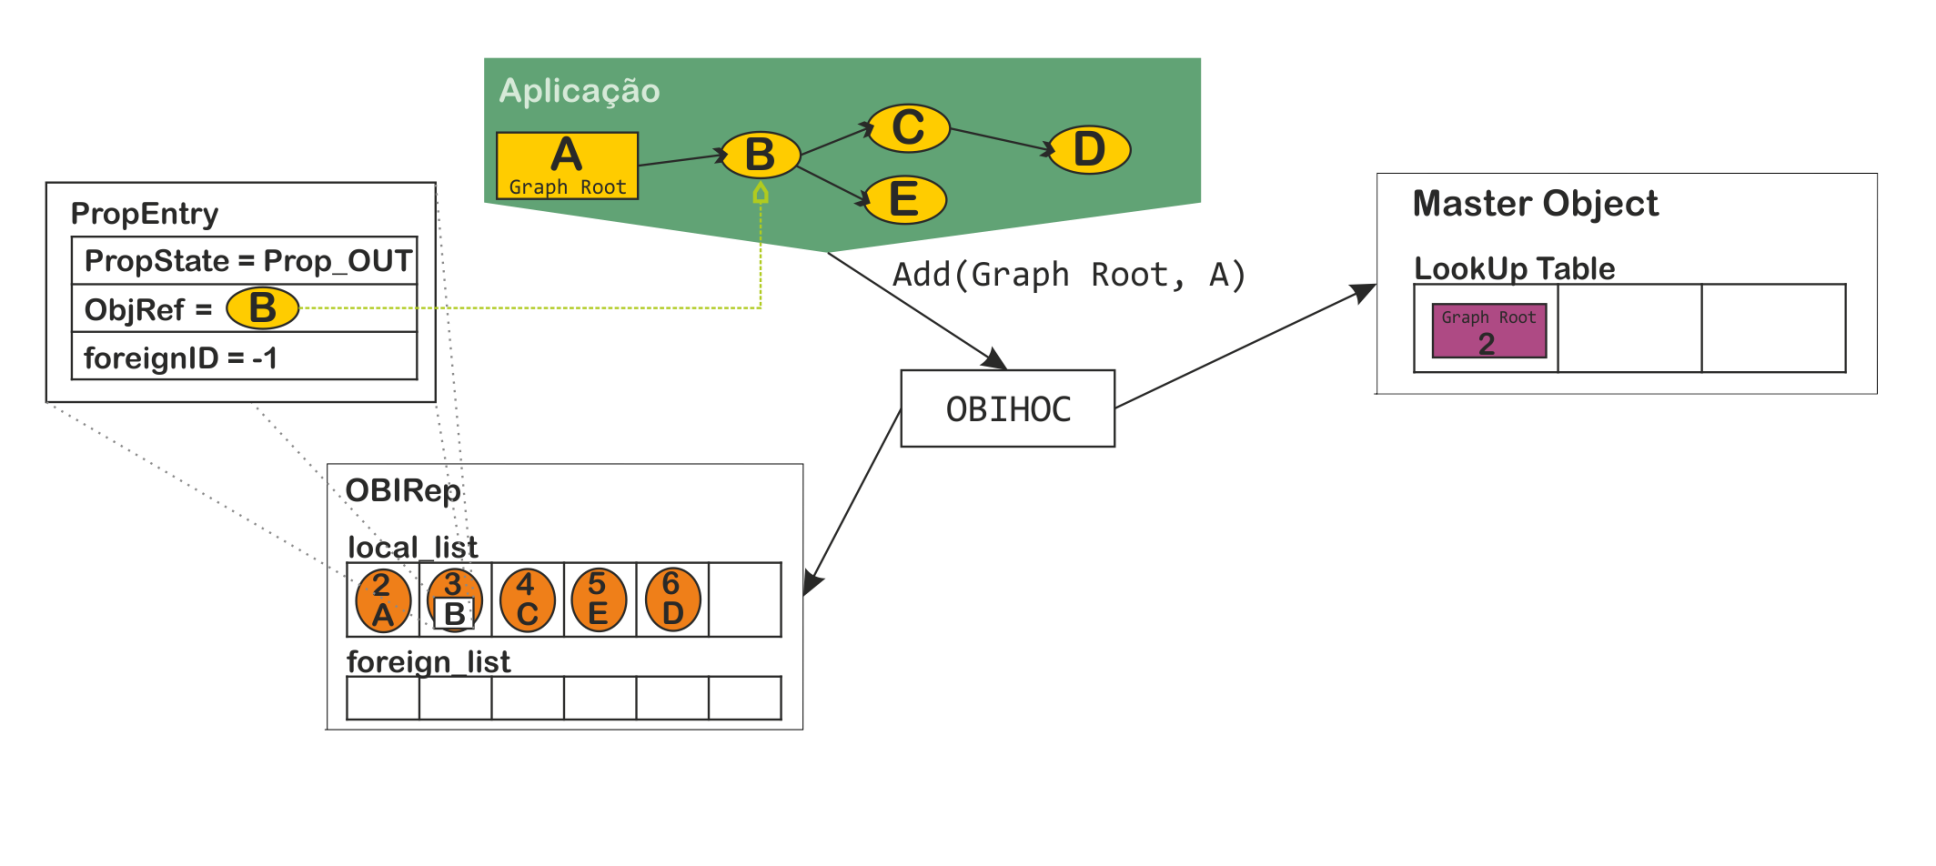 Aplicação
A
Graph Root
B
C
D
E
PropEntry
PropState = Prop_OUT
ObjRef = B
foreignID = -1
Add(Graph Root, A)
OBIHOC
Master Object
LookUp Table
Graph Root
2
OBIRep
local_list
2 3 4 5 6
A B C E D
foreign_list